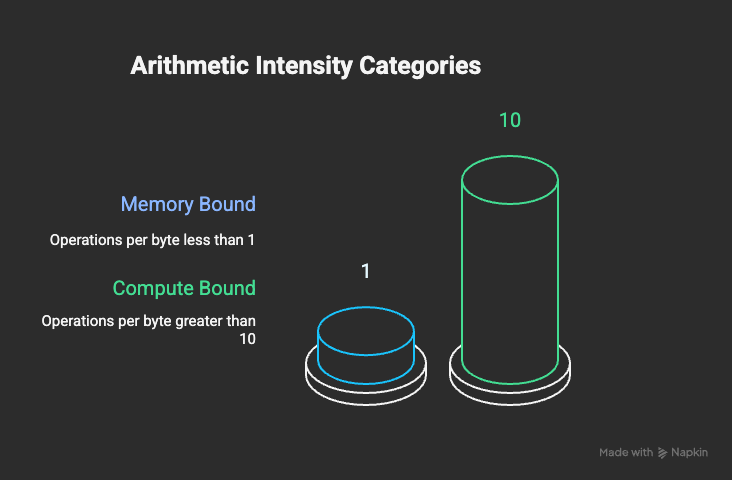 Arithmetic Intensity Categories
10
Memory Bound
Operations per byte less than 1
1
Compute Bound
Operations per byte greater than
10
Made with Napkin